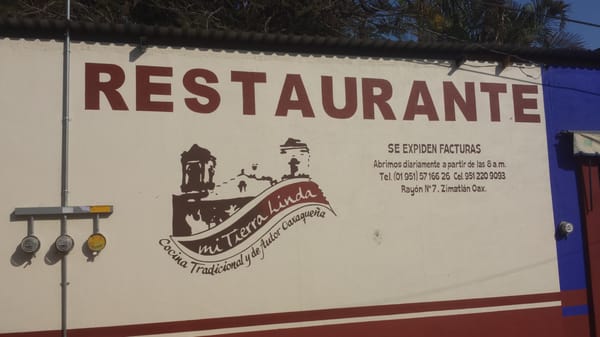 RESTAURANTE
SE EXPIDEN FACTURAS
Abrimos diariamente a partir de las 8 a.m.
Tel. (01 951) 57 166 26 Cel. 951 220 9093
Rayón Nº 7. Zimatlán Oax.
mi Tierra Linda
Cocina Tradicional y de Autor Oaxaqueña